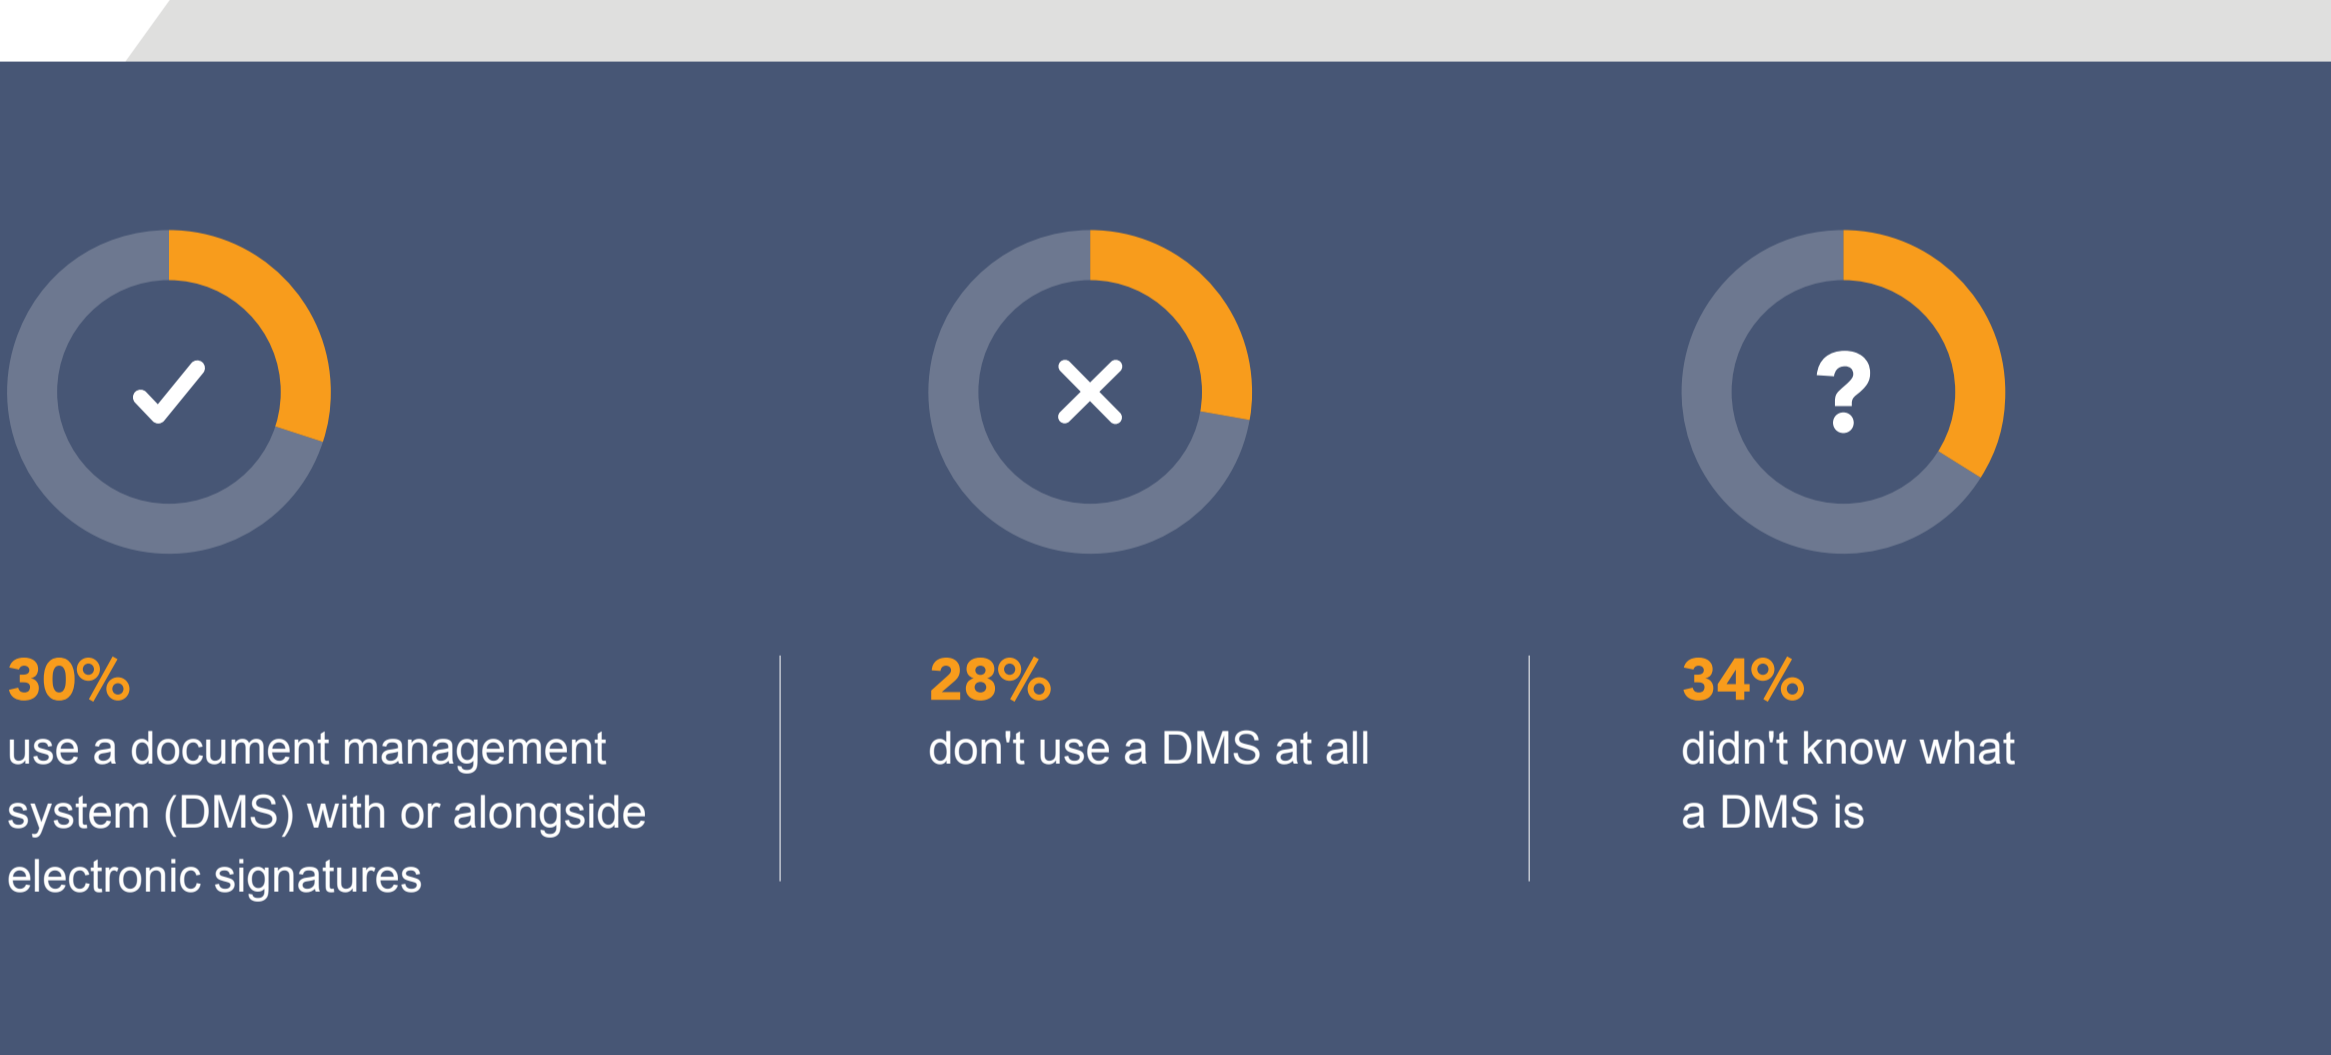 30%
use a document management
system (DMS) with or alongside
electronic signatures
28%
don't use a DMS at all
?
34%
didn't know what
a DMS is